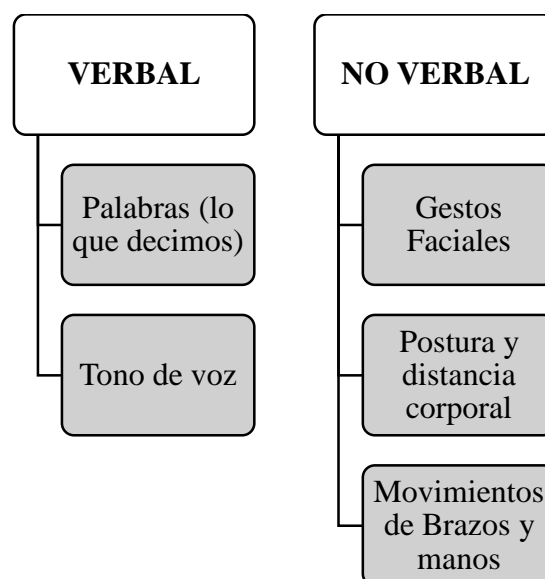 VERBAL
Palabras (lo
que decimos)
Tono de voz
NO VERBAL
Gestos
Faciales
Postura y
distancia
corporal
Movimientos
de Brazos y
manos